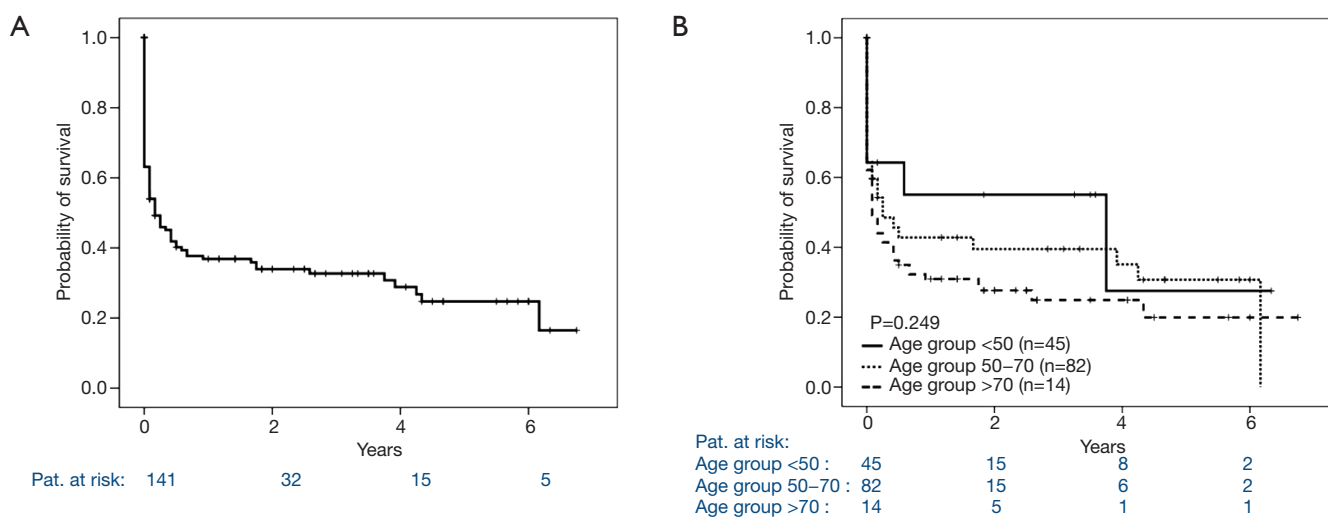 A
Probability of survival
1.0
0.8
0.6
0.4
0.2
0.0
0 2 4 6
Years
Pat. at risk: 141 32 15 5
B
Probability of survival
1.0
0.8
0.6
0.4
0.2
0.0
P=0.249
Age group <50 (n=45)
Age group 50–70 (n=82)
Age group >70 (n=14)
0 2 4 6
Years
Pat. at risk:
Age group <50 : 45 15 8 2
Age group 50–70 : 82 15 6 2
Age group >70 : 14 5 1 1